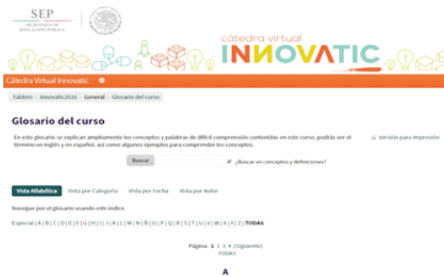 SEP
SECRETARÍA DE
EDUCACIÓN PÚBLICA
cátedra virtual
INNOVATIC
Cátedra Virtual Innovatic
Tablero
Innovatic2016
General
Glosario del curso
Glosario del curso
En este glosario se explican ampliamente los conceptos y palabras de difícil comprensión contenidas en este curso, podrás ver el
término en inglés y en español, así como algunos ejemplos para comprender los conceptos.
Versión para impresión
Buscar
¿Buscar en conceptos y definiciones?
Vista Alfabética
Vista por Categoría
Vista por Fecha
Vista por Autor
Navegue por el glosario usando este índice.
Especial | A | B | C | D | E | F | G | H | I | J | K | L | M | N | Ñ | O | P | Q | R | S | T | U | V | W | X | Y | Z | TODAS
Página: 1 2 3 4 (Siguiente)
TODAS
A